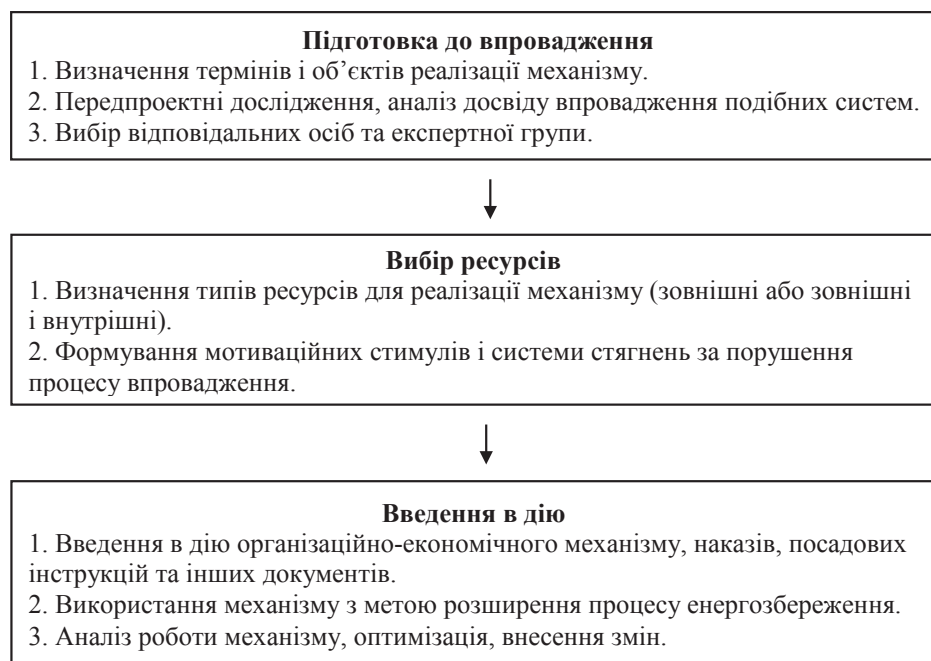 Підготовка до впровадження
1. Визначення термінів і об’єктів реалізації механізму.
2. Передпроектні дослідження, аналіз досвіду впровадження подібних систем.
3. Вибір відповідальних осіб та експертної групи.
Вибір ресурсів
1. Визначення типів ресурсів для реалізації механізму (зовнішні або зовнішні
і внутрішні).
2. Формування мотиваційних стимулів і системи стягнень за порушення
процесу впровадження.
Введення в дію
1. Введення в дію організаційно-економічного механізму, наказів, посадових
інструкцій та інших документів.
2. Використання механізму з метою розширення процесу енергозбереження.
3. Аналіз роботи механізму, оптимізація, внесення змін.